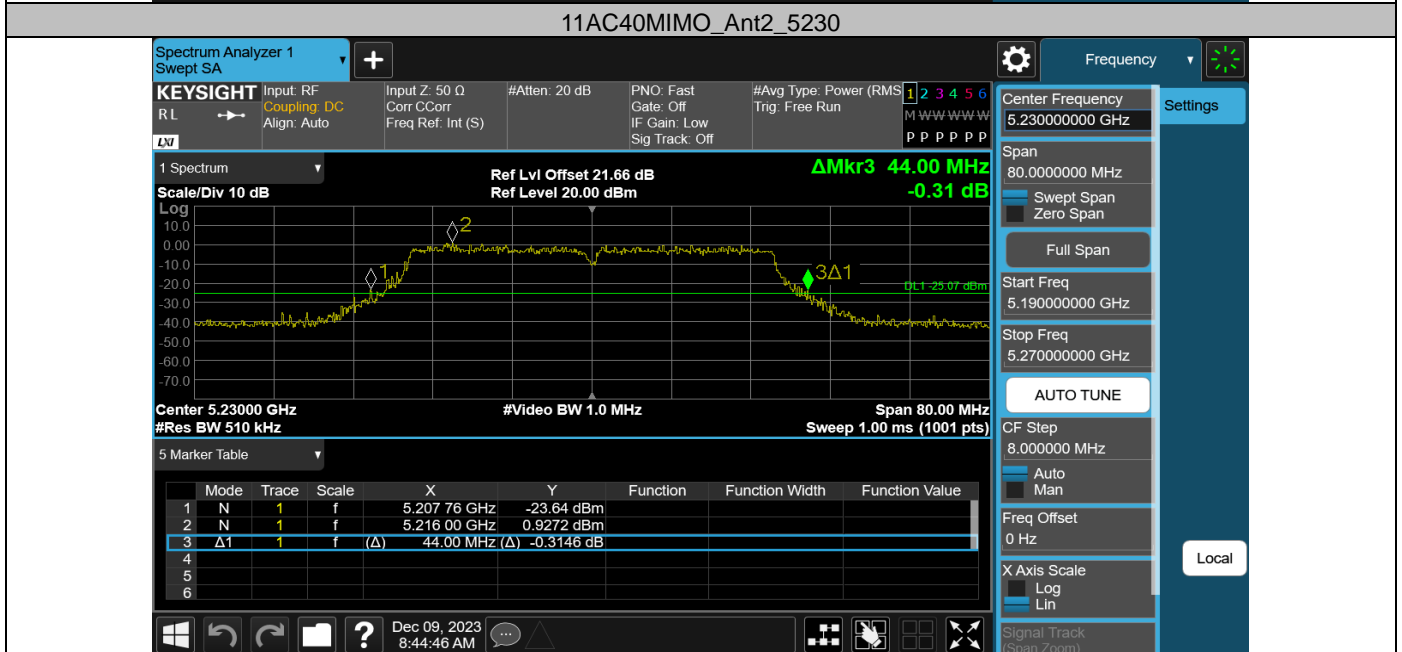 11AC40MIMO_Ant2_5230
Spectrum Analyzer 1
Swept SA
Frequency
Settings
KEYSIGHT
RL
LXI
Input: RF
Coupling: DC
Align: Auto
Input Z: 50 Ω
Corr CCorr
Freq Ref: Int (S)
#Atten: 20 dB
PNO: Fast
Gate: Off
IF Gain: Low
Sig Track: Off
#Avg Type: Power (RMS
Trig: Free Run
1 2 3 4 5 6
M W W W W W
P P P P P P
1 Spectrum
Scale/Div 10 dB
Log
Ref Lvl Offset 21.66 dB
Ref Level 20.00 dBm
ΔMkr3 44.00 MHz
-0.31 dB
10.0
0.00
-10.0
-20.0
-30.0
-40.0
-50.0
-60.0
-70.0
1
2
3Δ1
DL1 -25.07 dBm
Center 5.23000 GHz
#Res BW 510 kHz
#Video BW 1.0 MHz
Span 80.00 MHz
Sweep 1.00 ms (1001 pts)
5 Marker Table
Mode Trace Scale X Y Function Function Width Function Value
1 N 1 f 5.207 76 GHz -23.64 dBm
2 N 1 f 5.216 00 GHz 0.9272 dBm
3 Δ1 1 f (Δ) 44.00 MHz (Δ) -0.3146 dB
4
5
6
Center Frequency
5.230000000 GHz
Span
80.0000000 MHz
Swept Span
Zero Span
Full Span
Start Freq
5.190000000 GHz
Stop Freq
5.270000000 GHz
AUTO TUNE
CF Step
8.000000 MHz
Auto
Man
Freq Offset
0 Hz
X Axis Scale
Log
Lin
Signal Track
(Span Zoom)
Local
?
Dec 09, 2023
8:44:46 AM